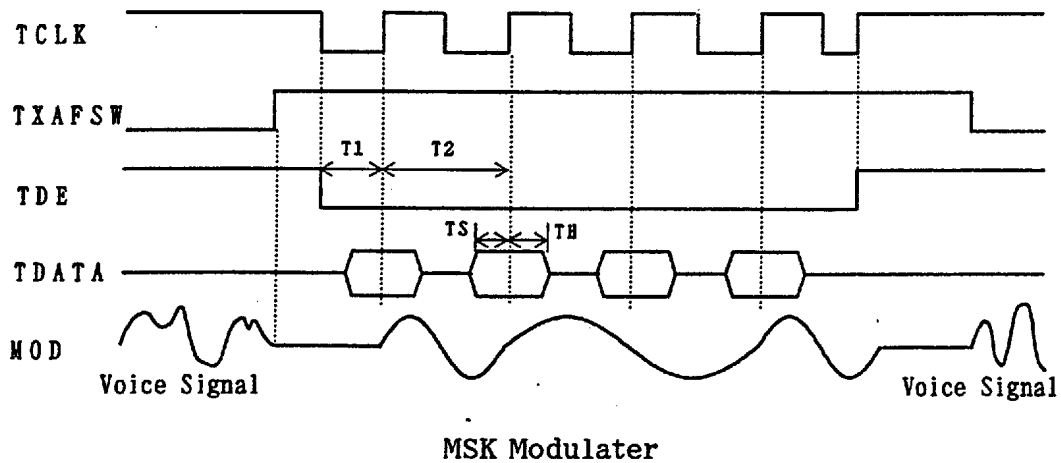 TCLK
TXAFSW
T1 T2
TDE
TS TH
TDATA
MOD
Voice Signal Voice Signal
MSK Modulater